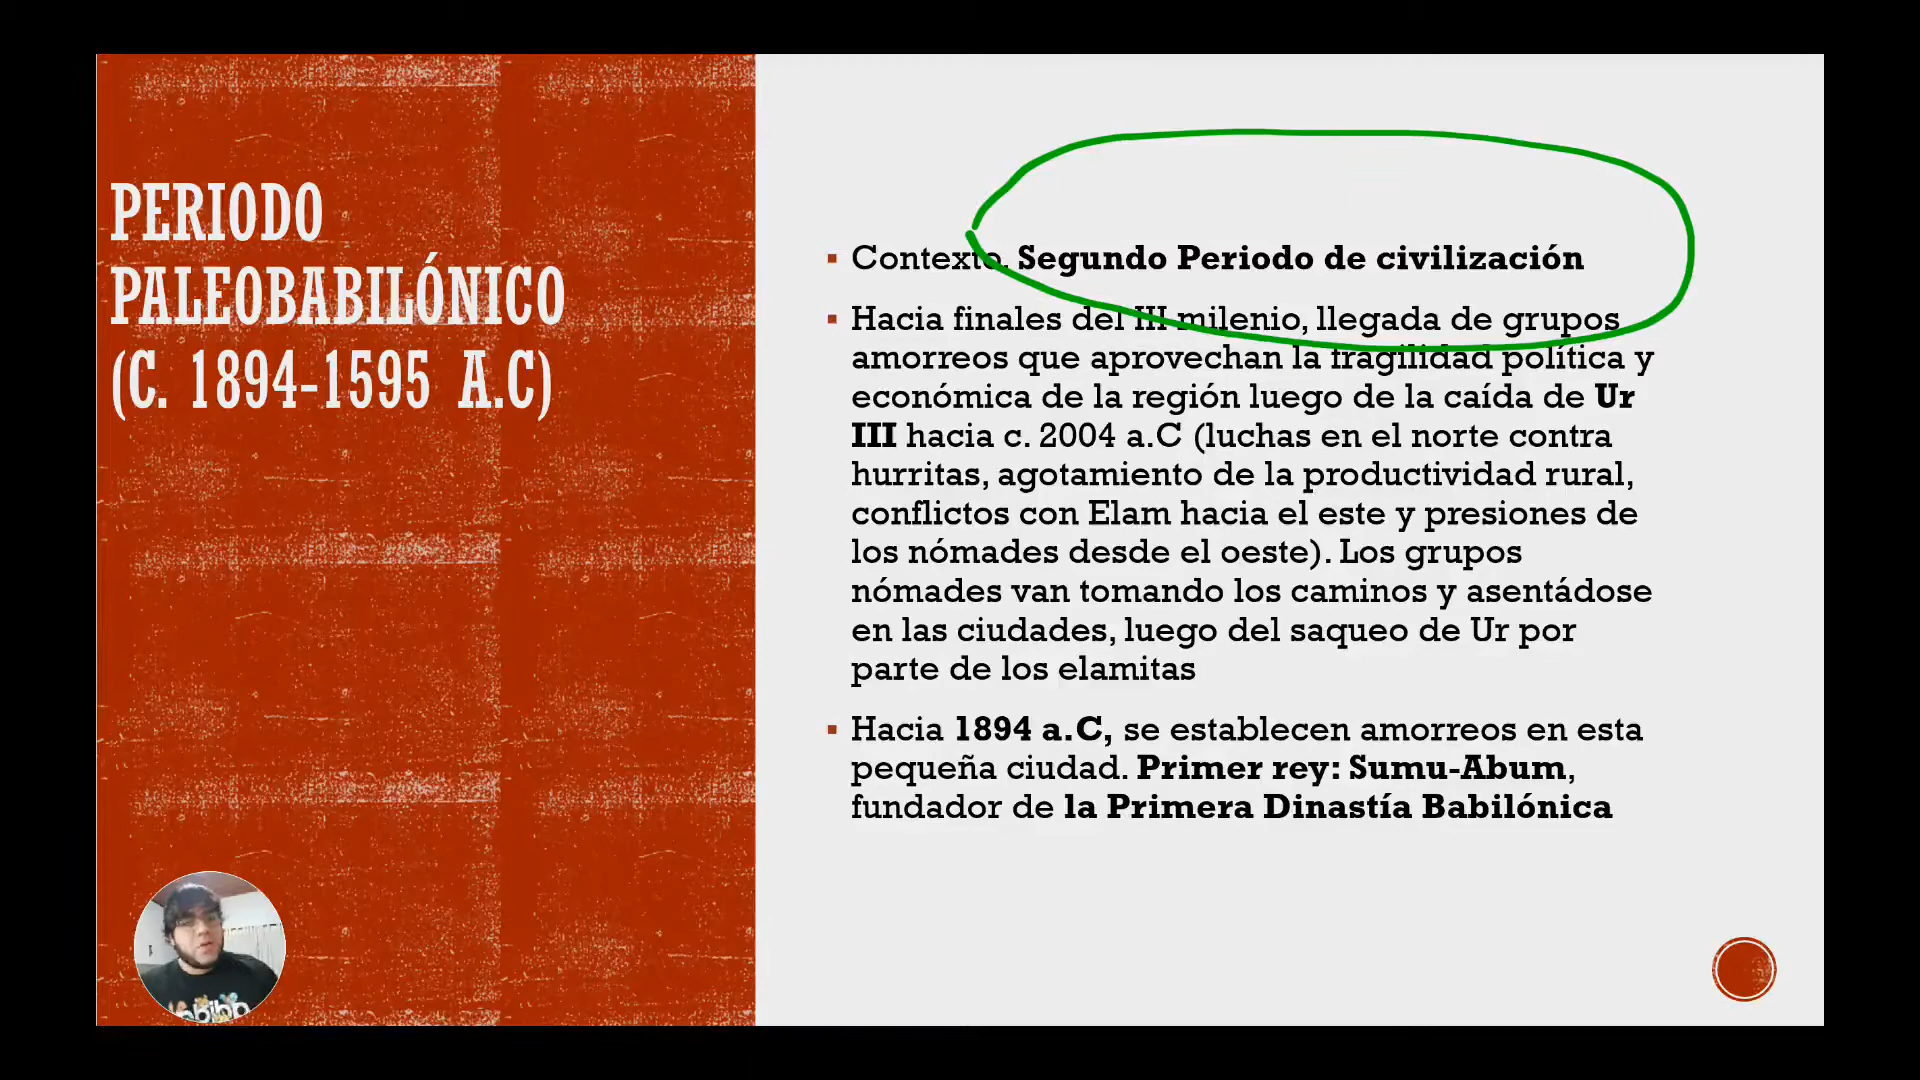 PERIODO
PALEOBABILÓNICO
(C. 1894-1595 A.C)
▪ Contexto. Segundo Periodo de civilización
▪ Hacia finales del III milenio, llegada de grupos
amorreos que aprovechan la fragilidad política y
económica de la región luego de la caída de Ur
III hacia c. 2004 a.C (luchas en el norte contra
hurritas, agotamiento de la productividad rural,
conflictos con Elam hacia el este y presiones de
los nómades desde el oeste). Los grupos
nómades van tomando los caminos y asentádose
en las ciudades, luego del saqueo de Ur por
parte de los elamitas
▪ Hacia 1894 a.C, se establecen amorreos en esta
pequeña ciudad. Primer rey: Sumu-Abum,
fundador de la Primera Dinastía Babilónica